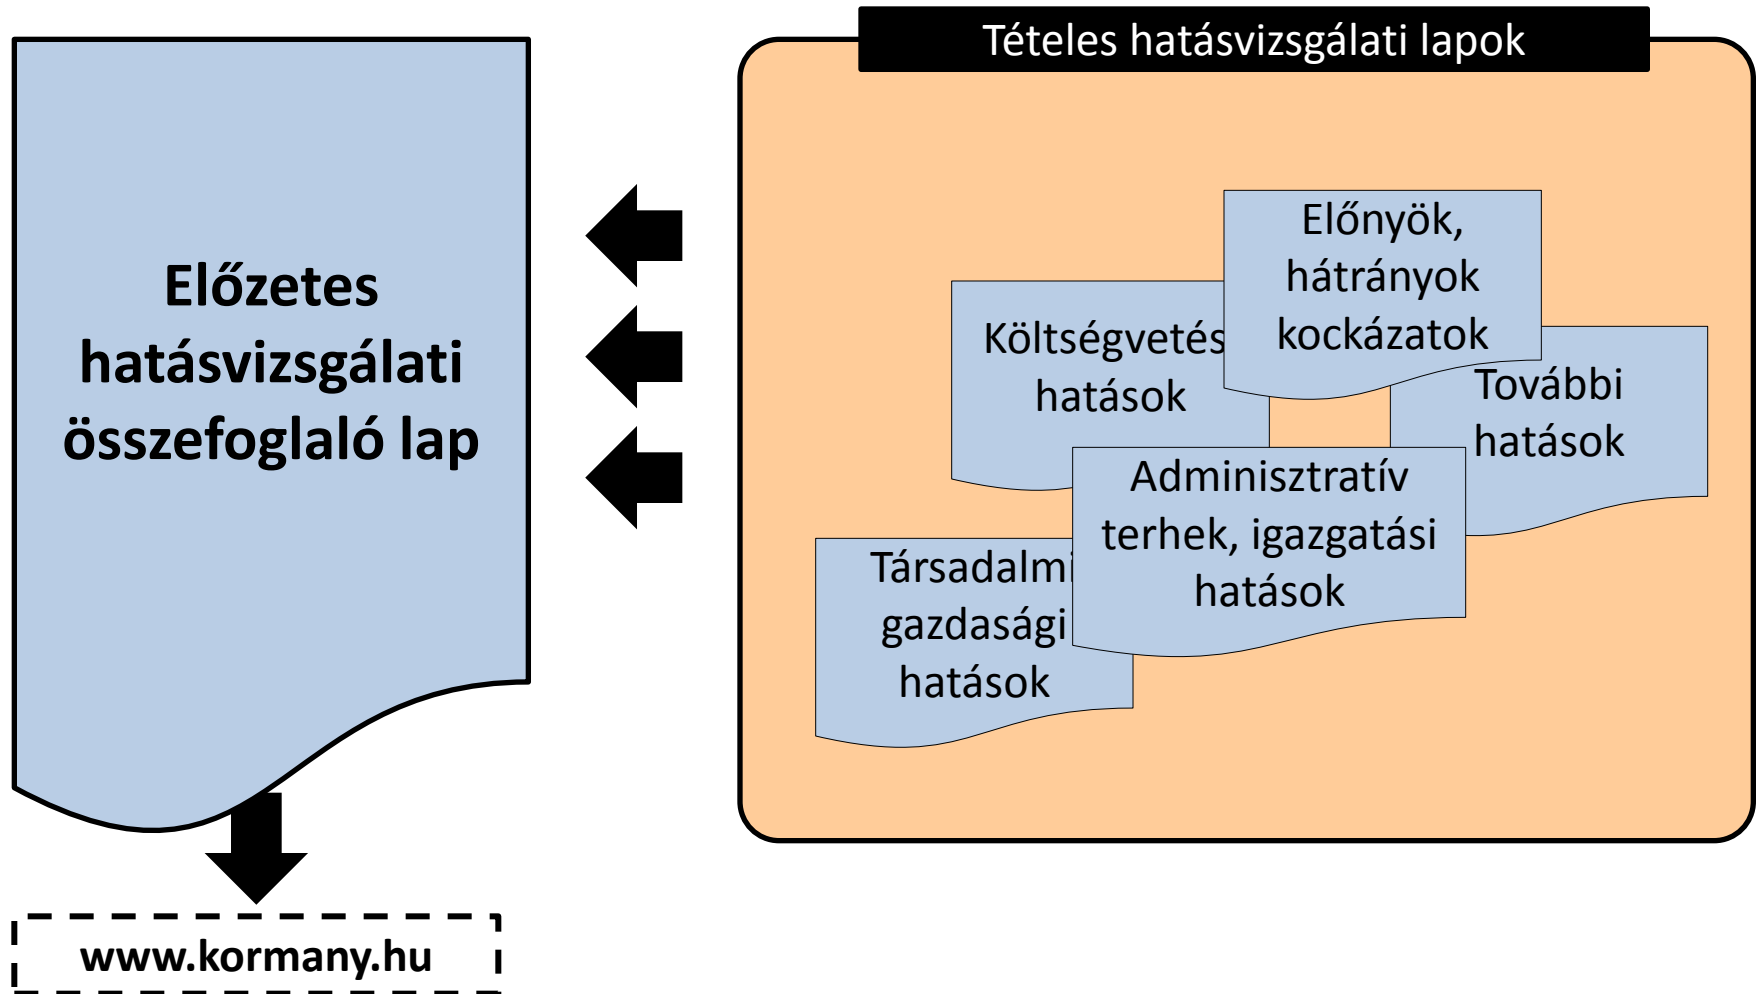 Tételes hatásvizsgálati lapok
Előzetes
hatásvizsgálati
összefoglaló lap
Előnyök,
hátrányok
kockázatok
Költségvetés
hatások
További
hatások
Adminisztratív
terhek, igazgatási
hatások
Társadalmi
gazdasági
hatások
www.kormany.hu